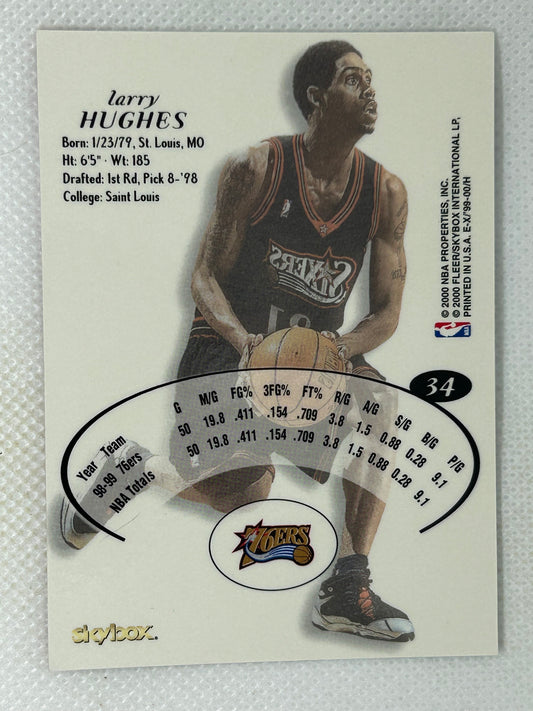 larry
HUGHES
Born: 1/23/79, St. Louis, MO
Ht: 6'5" · Wt: 185
Drafted: 1st Rd, Pick 8-'98
College: Saint Louis
© 2000 NBA PROPERTIES, INC.
© 2000 FLEER/SKYBOX INTERNATIONAL LP,
PRINTED IN U.S.A. E-X/'99-00/H
NBA
SIXERS
34
Year Team G M/G FG% 3FG% FT% R/G A/G S/G B/G P/G
98-99 76ers 50 19.8 .411 .154 .709 3.8 1.5 0.88 0.28 9.1
NBA Totals 50 19.8 .411 .154 .709 3.8 1.5 0.88 0.28 9.1
76ERS
skybox